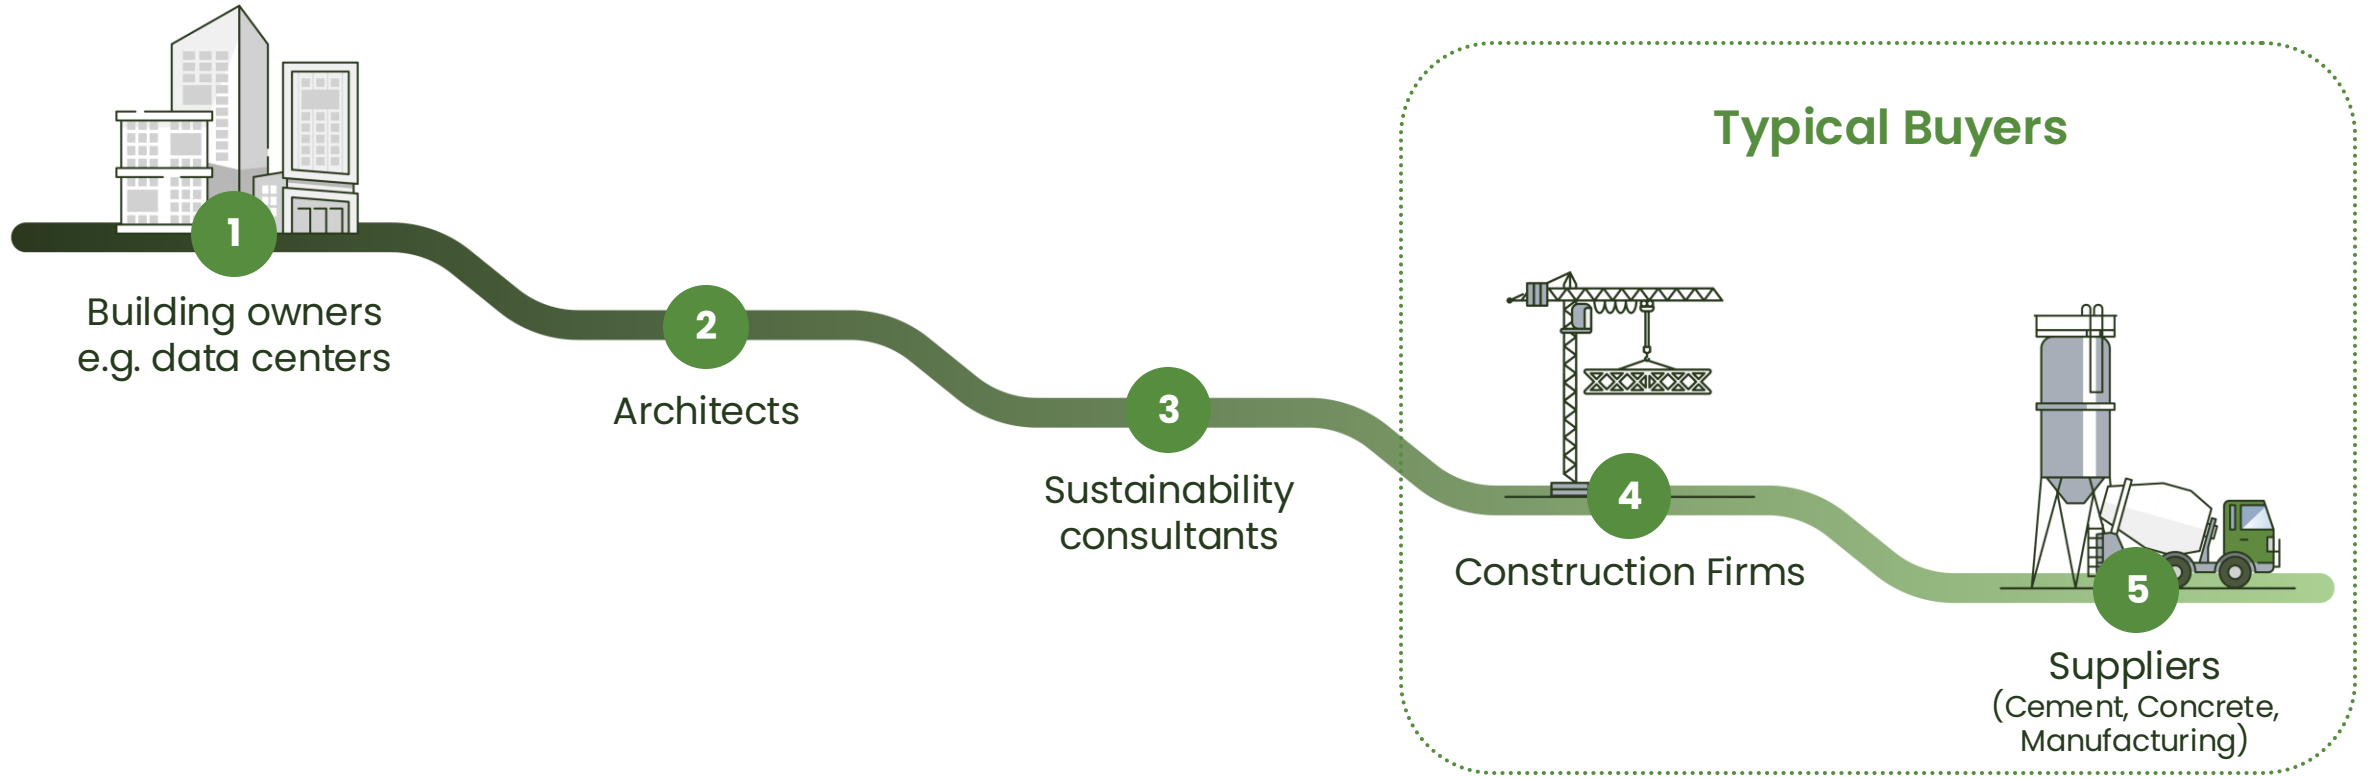 1
Building owners
e.g. data centers
2
Architects
3
Sustainability
consultants
Typical Buyers
4
Construction Firms
5
Suppliers
(Cement, Concrete,
Manufacturing)